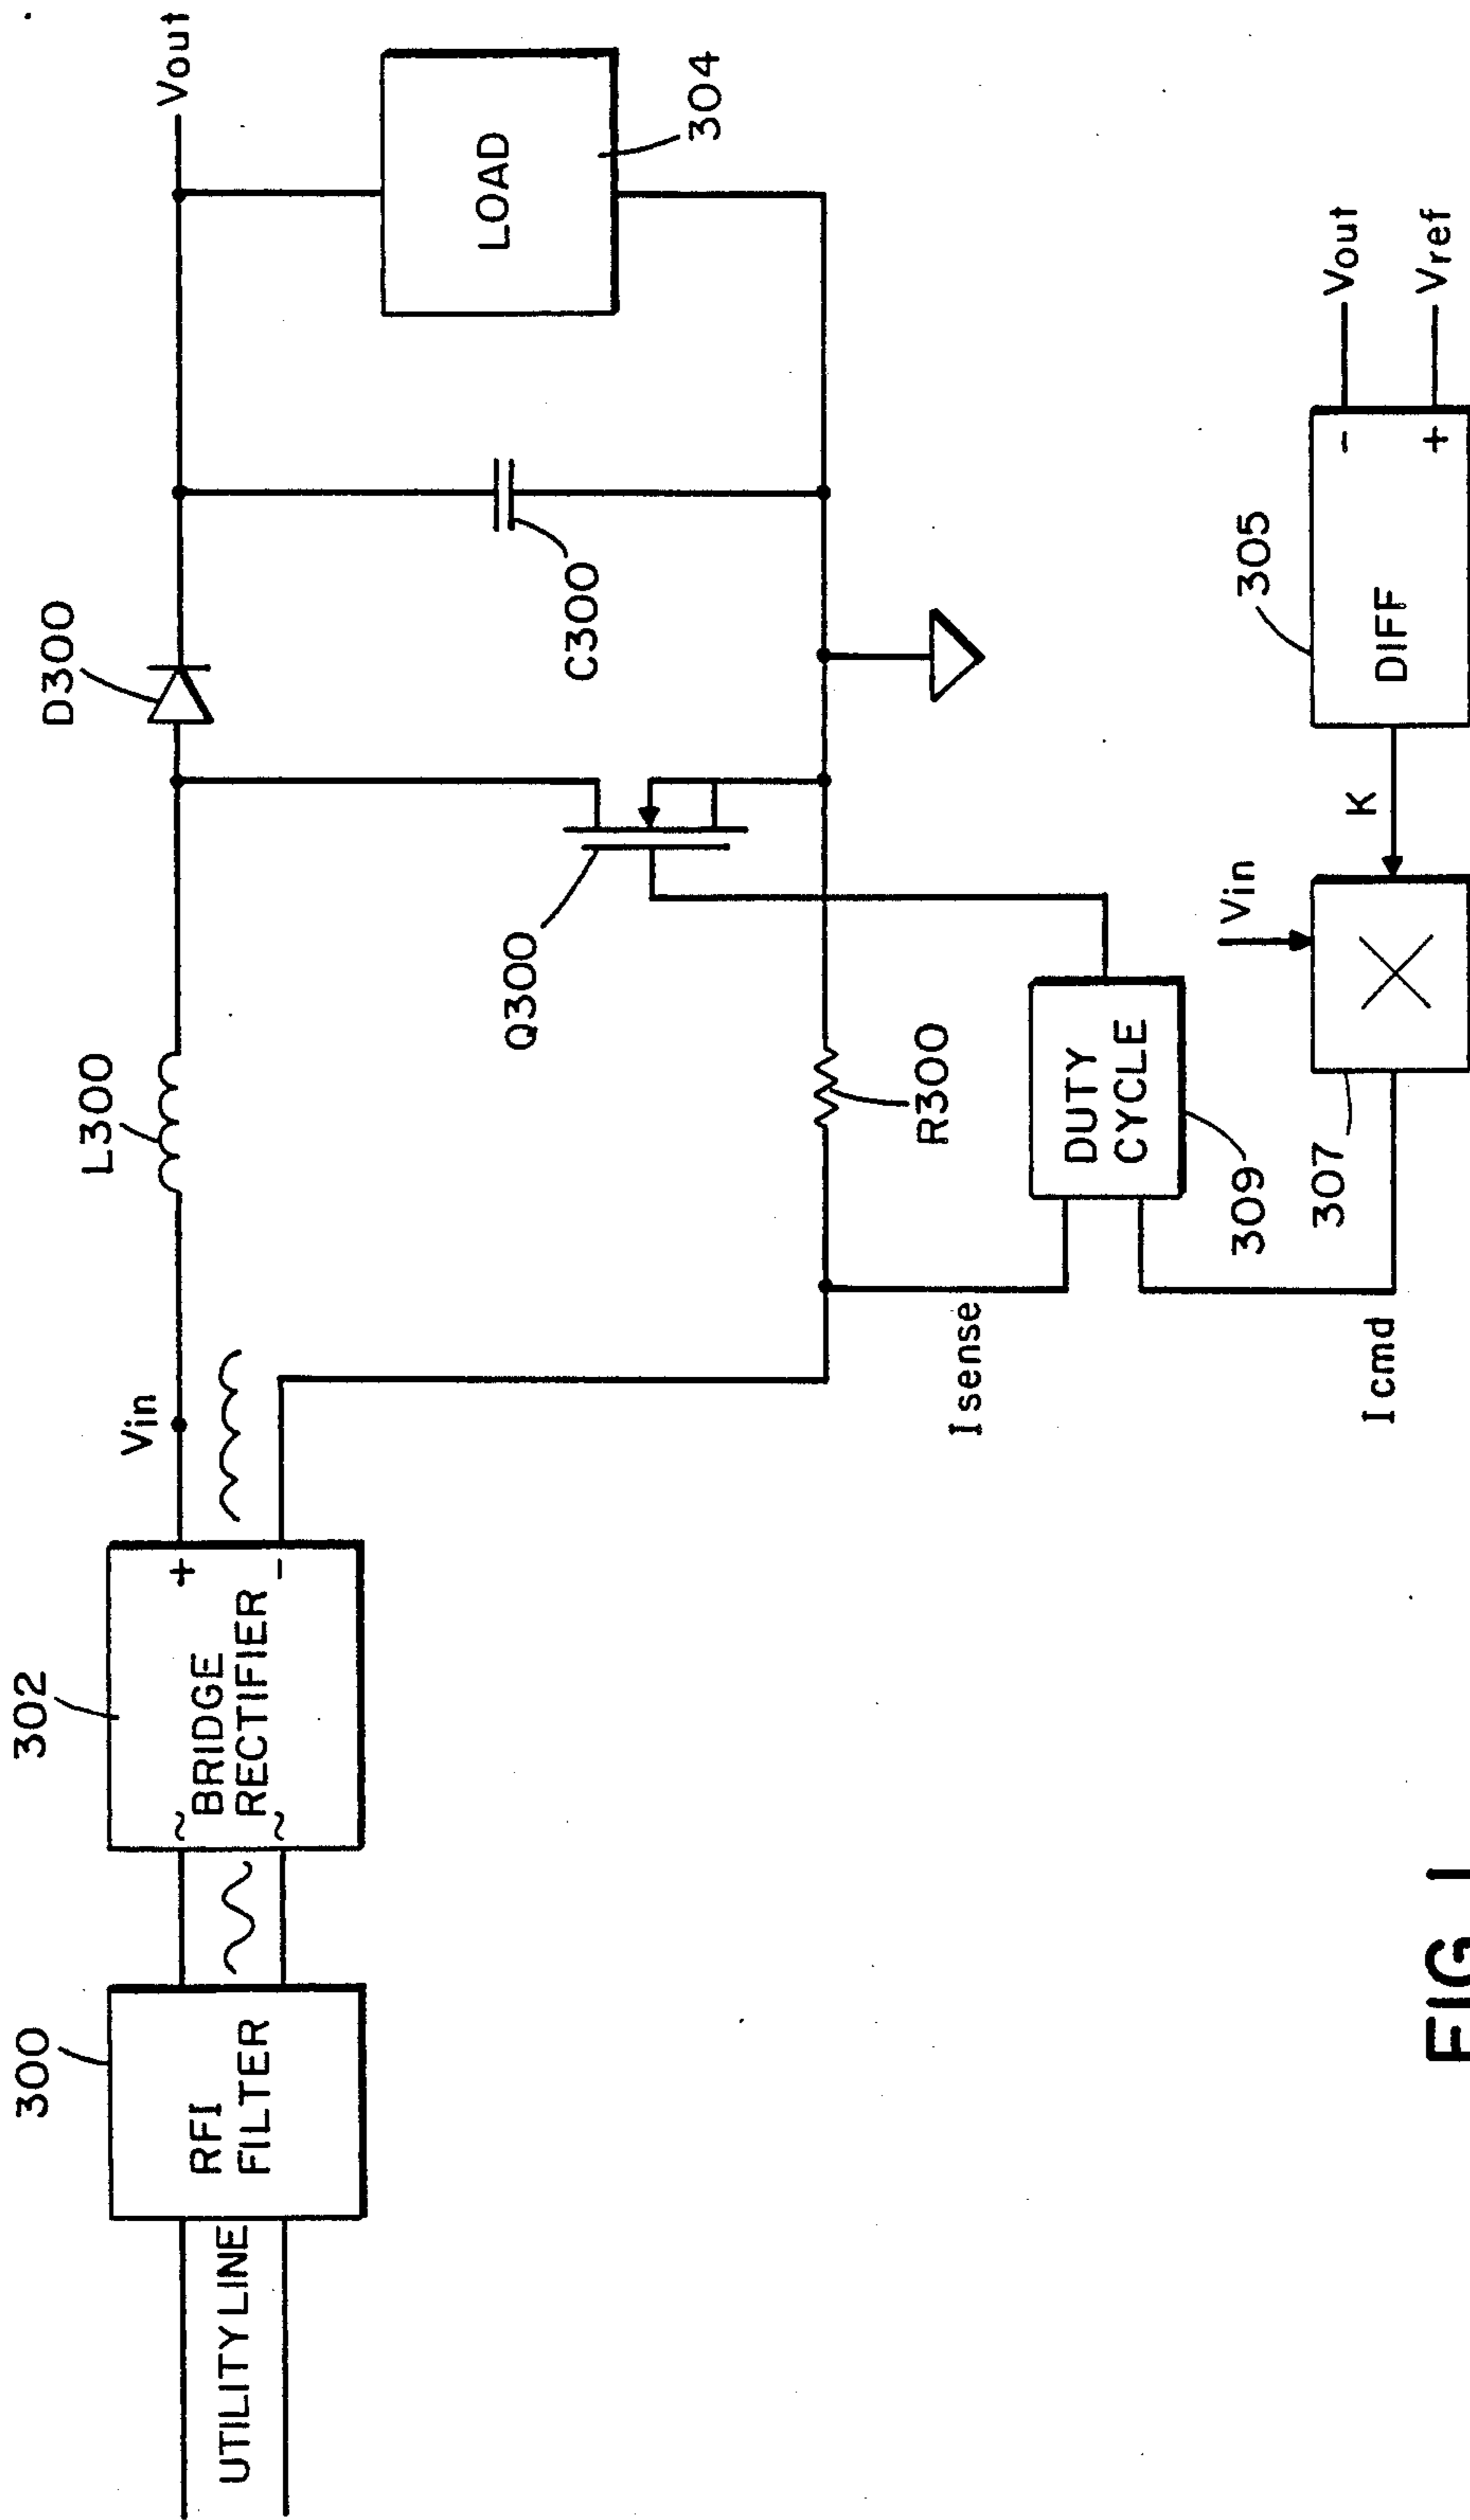 300
302
L300
D300
Vin
Vout
UTILITY LINE
RFI
FILTER
~
~
BRIDGE
RECTIFIER
+
-
Q300
C300
LOAD
304
R300
Isense
DUTY
CYCLE
309
Vin
305
Icmd
307
K
DIFF
-
+
Vout
Vref
FIG. 1